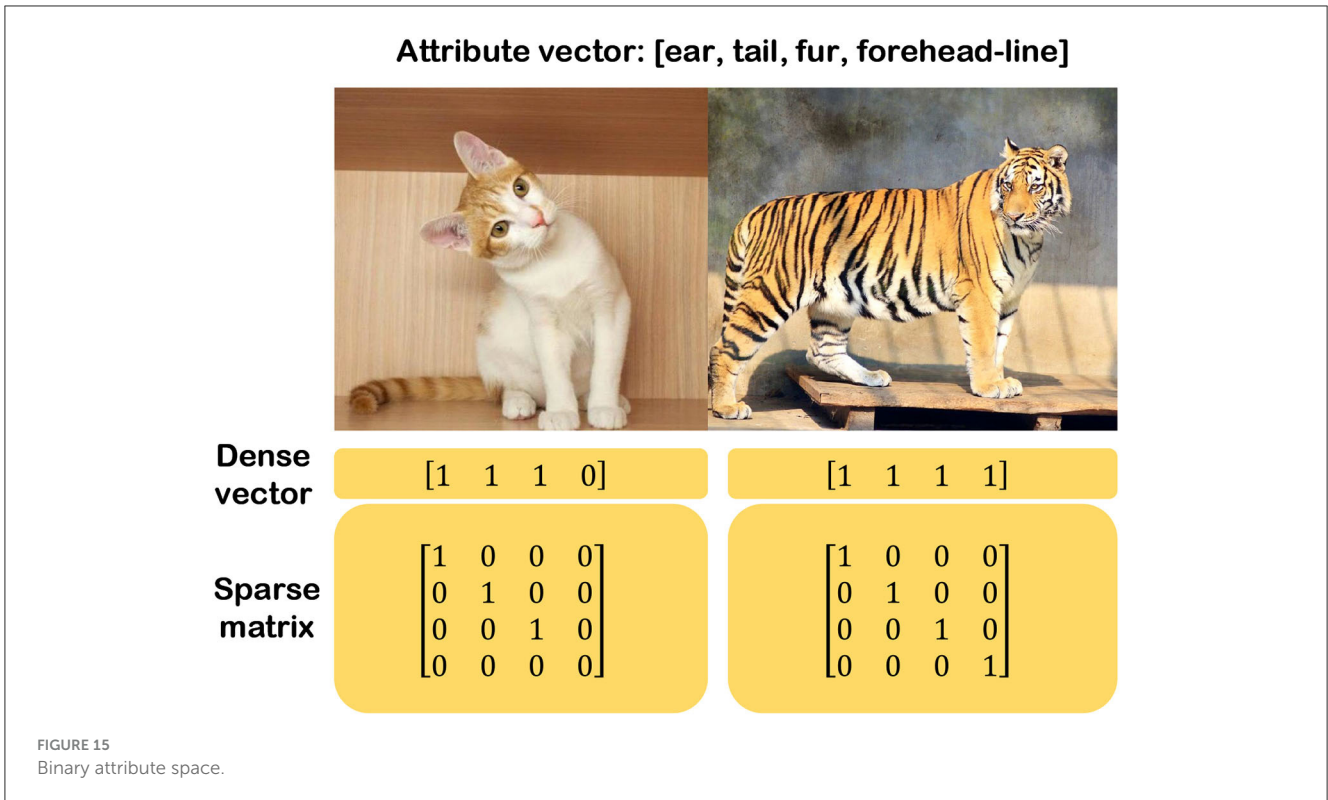 Attribute vector: [ear, tail, fur, forehead-line]
Dense
vector
[1 1 1 0]
[1 1 1 1]
Sparse
matrix
[1 0 0 0
0 1 0 0
0 0 1 0
0 0 0 0]
[1 0 0 0
0 1 0 0
0 0 1 0
0 0 0 1]
FIGURE 15
Binary attribute space.